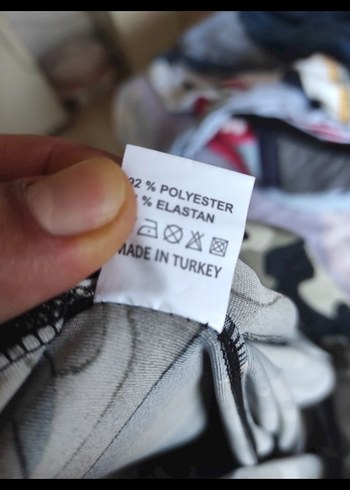 92 % POLYESTER
% ELASTAN
MADE IN TURKEY